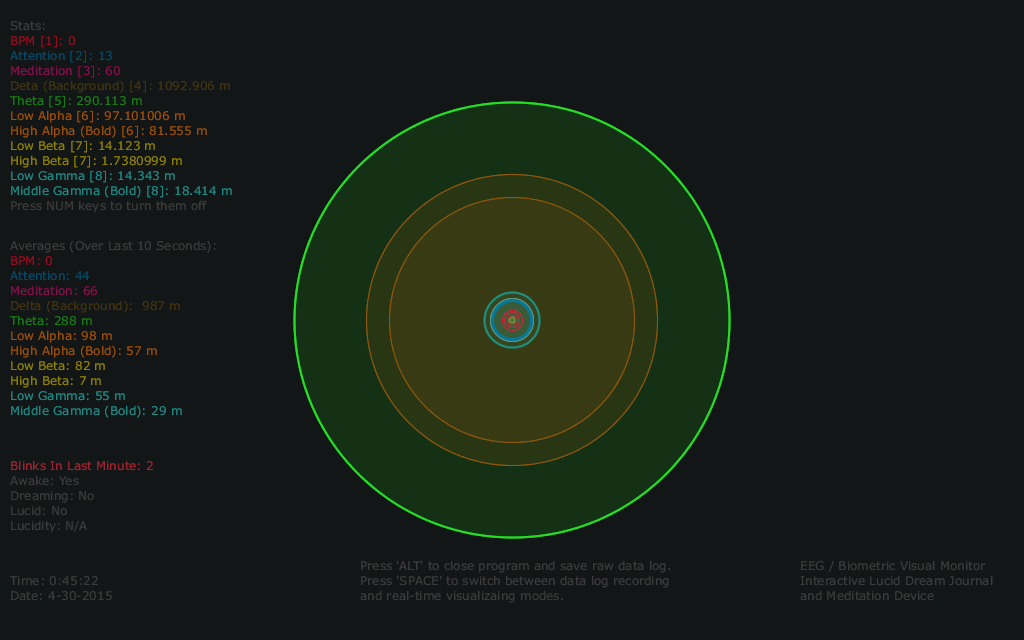 Stats:
BPM [1]: 0
Attention [2]: 13
Meditation [3]: 60
Deta (Background) [4]: 1092.906 m
Theta [5]: 290.113 m
Low Alpha [6]: 97.101006 m
High Alpha (Bold) [6]: 81.555 m
Low Beta [7]: 14.123 m
High Beta [7]: 1.7380999 m
Low Gamma [8]: 14.343 m
Middle Gamma (Bold) [8]: 18.414 m
Press NUM keys to turn them off
Averages (Over Last 10 Seconds):
BPM: 0
Attention: 44
Meditation: 66
Delta (Background):  987 m
Theta: 288 m
Low Alpha: 98 m
High Alpha (Bold): 57 m
Low Beta: 82 m
High Beta: 7 m
Low Gamma: 55 m
Middle Gamma (Bold): 29 m
Blinks In Last Minute: 2
Awake: Yes
Dreaming: No
Lucid: No
Lucidity: N/A
Time: 0:45:22
Date: 4-30-2015
Press 'ALT' to close program and save raw data log.
Press 'SPACE' to switch between data log recording
and real-time visualizaing modes.
EEG / Biometric Visual Monitor
Interactive Lucid Dream Journal
and Meditation Device